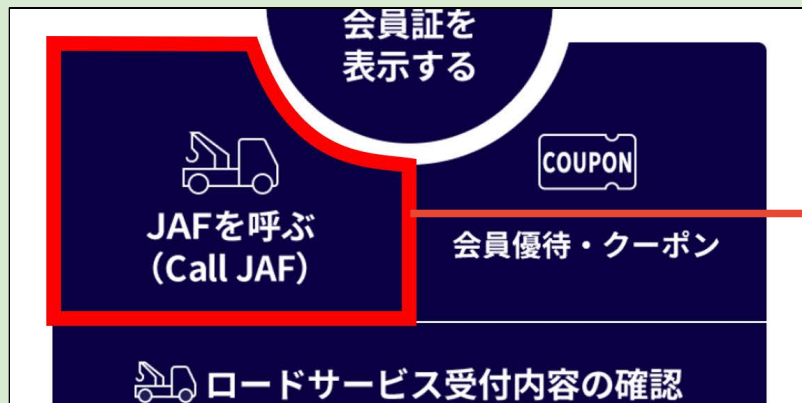 会員証を
表示する
JAFを呼ぶ
（Call JAF）
COUPON
会員優待・クーポン
ロードサービス受付内容の確認